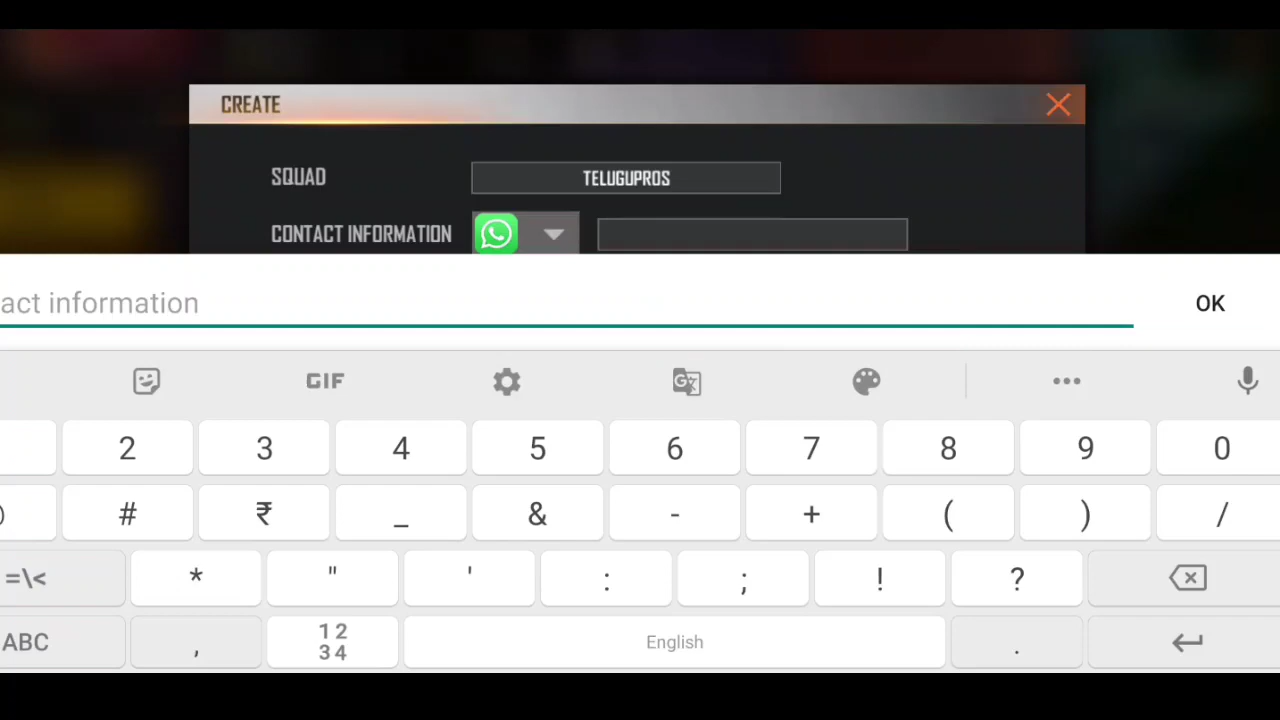 CREATE
SQUAD TELUGUPROS
CONTACT INFORMATION
act information OK
GIF
2 3 4 5 6 7 8 9 0
# ₹ _ & - + ( ) /
=\< * " ' : ; ! ?
ABC , 12 34 English .